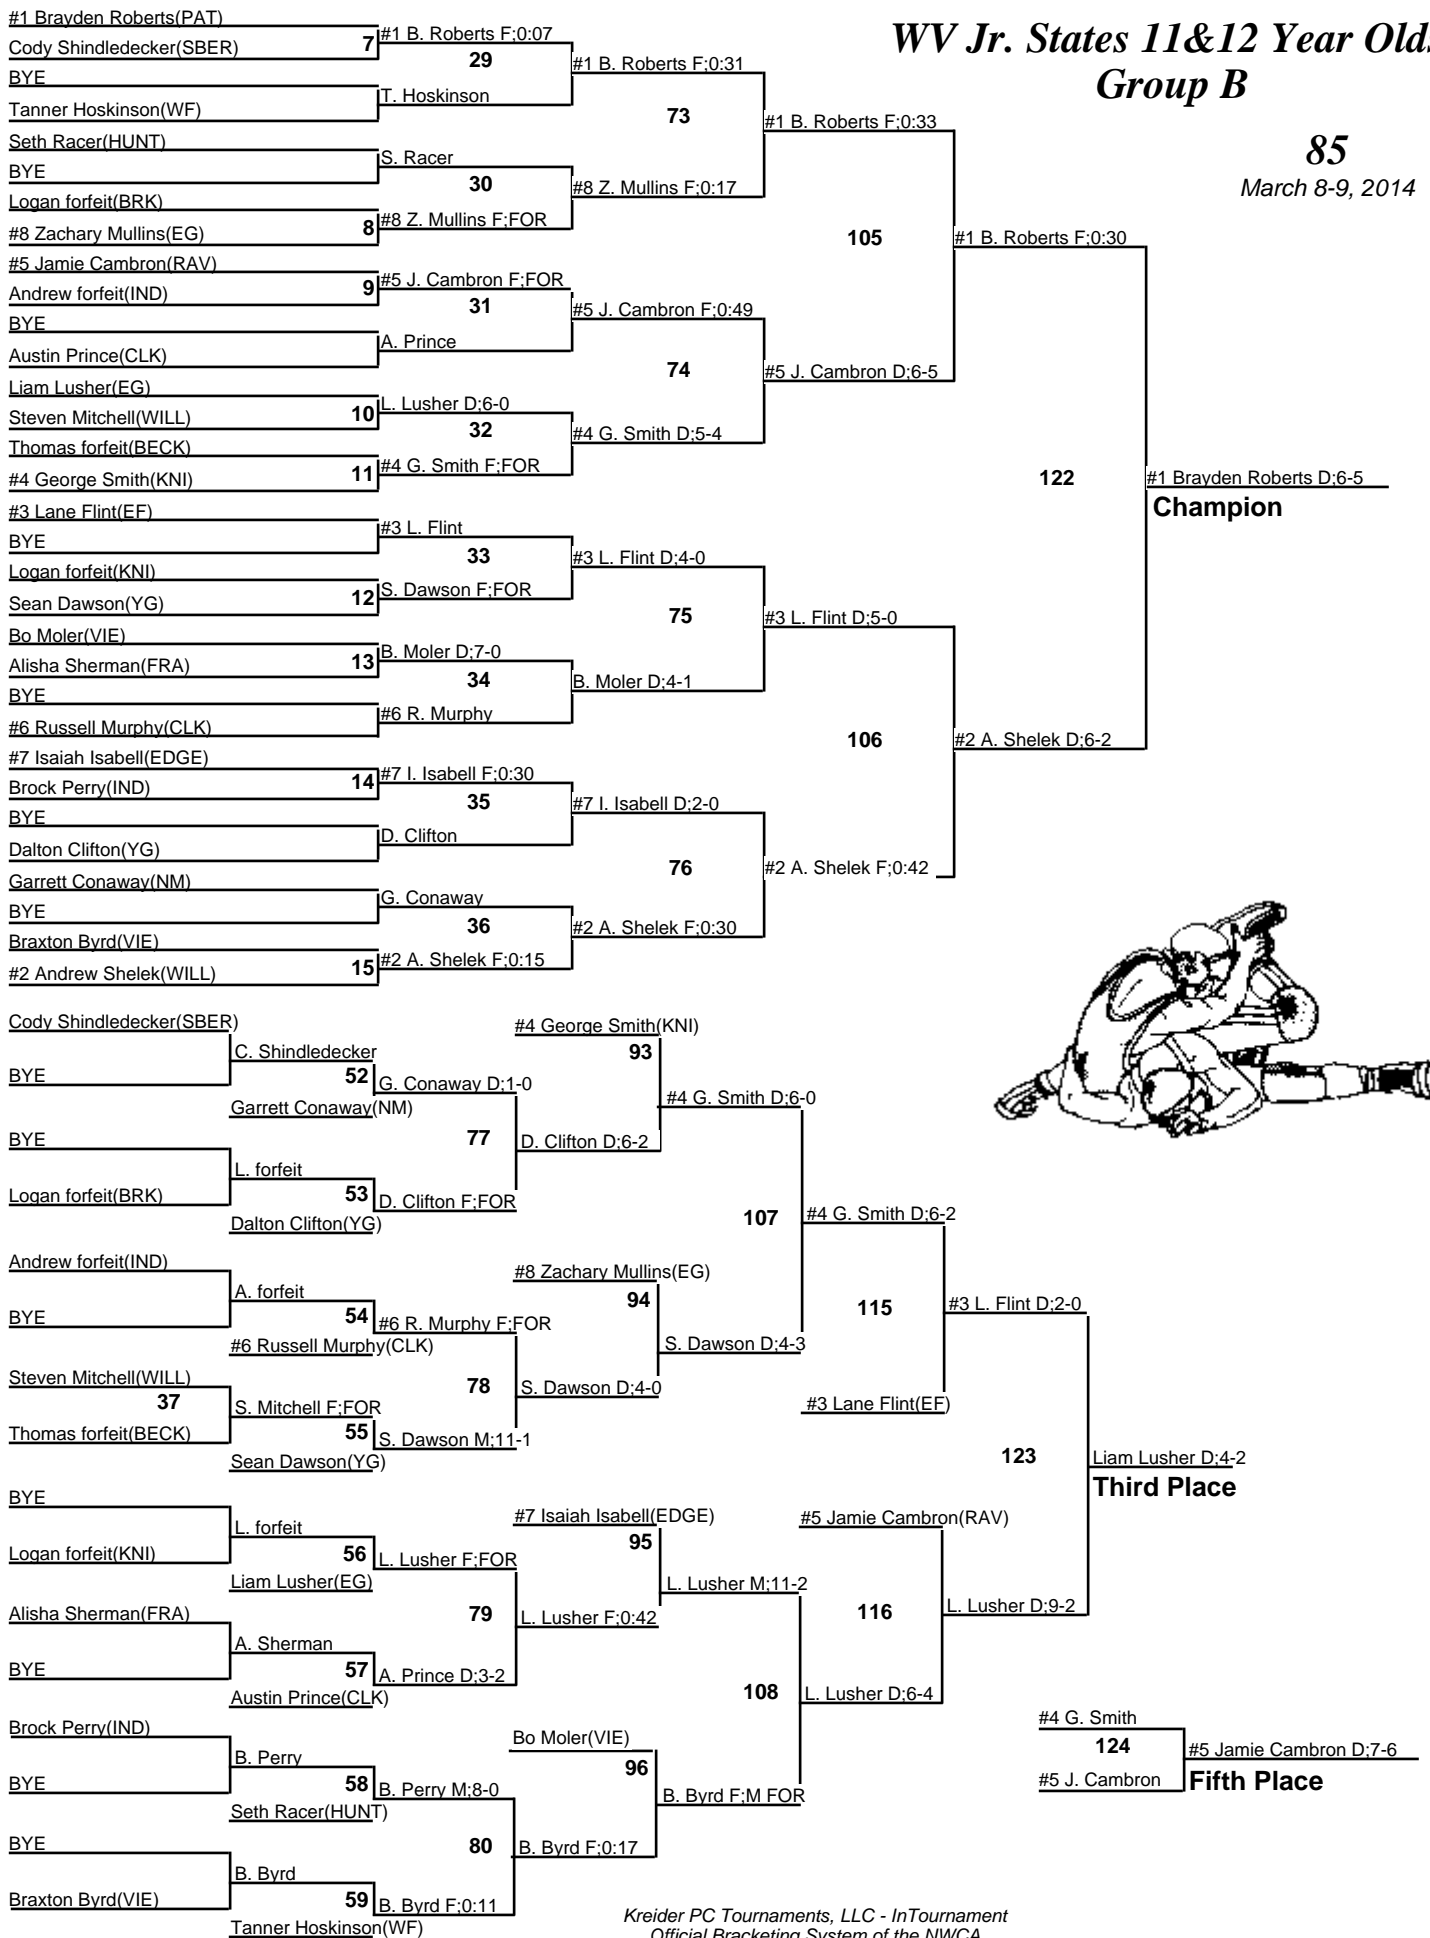 WV Jr. States 11&12 Year Olds
Group B
85
March 8-9, 2014
#1 Brayden Roberts(PAT)
Cody Shindledecker(SBER)
7
#1 B. Roberts F;0:07
BYE
Tanner Hoskinson(WF)
T. Hoskinson
29
#1 B. Roberts F;0:31
Seth Racer(HUNT)
BYE
S. Racer
Logan forfeit(BRK)
#8 Zachary Mullins(EG)
8
#8 Z. Mullins F;FOR
30
#8 Z. Mullins F;0:17
73
#1 B. Roberts F;0:33
#5 Jamie Cambron(RAV)
Andrew forfeit(IND)
9
#5 J. Cambron F;FOR
BYE
Austin Prince(CLK)
A. Prince
31
#5 J. Cambron F;0:49
Liam Lusher(EG)
Steven Mitchell(WILL)
10
L. Lusher D;6-0
Thomas forfeit(BECK)
#4 George Smith(KNI)
11
#4 G. Smith F;FOR
32
#4 G. Smith D;5-4
74
#5 J. Cambron D;6-5
105
#1 B. Roberts F;0:30
#3 Lane Flint(EF)
BYE
#3 L. Flint
Logan forfeit(KNI)
Sean Dawson(YG)
12
S. Dawson F;FOR
33
#3 L. Flint D;4-0
Bo Moler(VIE)
Alisha Sherman(FRA)
13
B. Moler D;7-0
BYE
#6 Russell Murphy(CLK)
#6 R. Murphy
34
B. Moler D;4-1
75
#3 L. Flint D;5-0
#7 Isaiah Isabell(EDGE)
Brock Perry(IND)
14
#7 I. Isabell F;0:30
BYE
Dalton Clifton(YG)
D. Clifton
35
#7 I. Isabell D;2-0
Garrett Conaway(NM)
BYE
G. Conaway
Braxton Byrd(VIE)
#2 Andrew Shelek(WILL)
15
#2 A. Shelek F;0:15
36
#2 A. Shelek F;0:30
76
#2 A. Shelek F;0:42
106
#2 A. Shelek D;6-2
122
#1 Brayden Roberts D;6-5
Champion
Cody Shindledecker(SBER)
BYE
C. Shindledecker
52
Garrett Conaway(NM)
G. Conaway D;1-0
BYE
Logan forfeit(BRK)
L. forfeit
53
Dalton Clifton(YG)
D. Clifton F;FOR
77
D. Clifton D;6-2
#4 George Smith(KNI)
93
#4 G. Smith D;6-0
Andrew forfeit(IND)
BYE
A. forfeit
54
#6 Russell Murphy(CLK)
#6 R. Murphy F;FOR
Steven Mitchell(WILL)
37
Thomas forfeit(BECK)
S. Mitchell F;FOR
55
Sean Dawson(YG)
S. Dawson M;11-1
78
S. Dawson D;4-0
#8 Zachary Mullins(EG)
94
S. Dawson D;4-3
107
#4 G. Smith D;6-2
115
#3 Lane Flint(EF)
#3 L. Flint D;2-0
BYE
Logan forfeit(KNI)
L. forfeit
56
Liam Lusher(EG)
L. Lusher F;FOR
Alisha Sherman(FRA)
BYE
A. Sherman
57
Austin Prince(CLK)
A. Prince D;3-2
79
L. Lusher F;0:42
#7 Isaiah Isabell(EDGE)
95
L. Lusher M;11-2
Brock Perry(IND)
BYE
B. Perry
58
Seth Racer(HUNT)
B. Perry M;8-0
BYE
Braxton Byrd(VIE)
B. Byrd
59
Tanner Hoskinson(WF)
B. Byrd F;0:11
80
B. Byrd F;0:17
Bo Moler(VIE)
96
B. Byrd F;M FOR
108
L. Lusher D;6-4
#5 Jamie Cambron(RAV)
116
L. Lusher D;9-2
123
Liam Lusher D;4-2
Third Place
#4 G. Smith
124
#5 J. Cambron
#5 Jamie Cambron D;7-6
Fifth Place
Kreider PC Tournaments, LLC - InTournament
Official Bracketing System of the NWCA